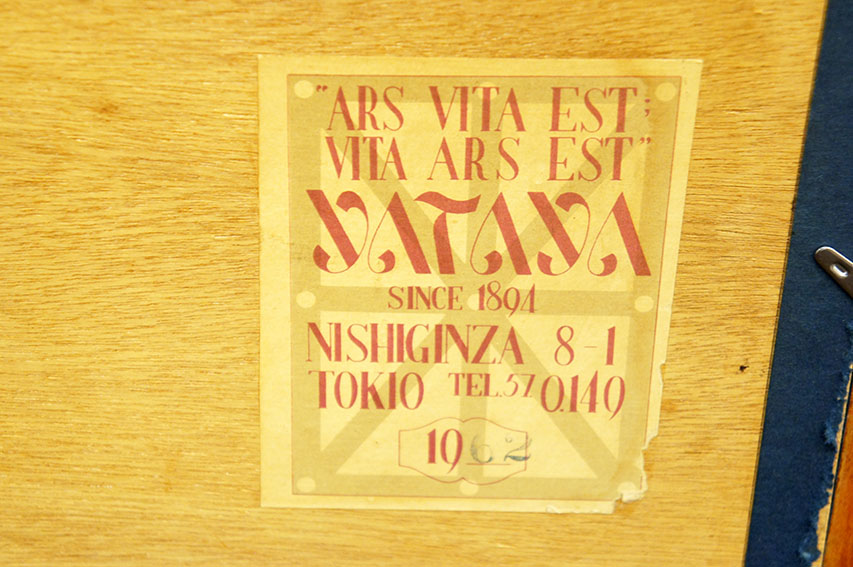 "ARS VITA EST;
VITA ARS EST"
YATAYA
SINCE 1894
NISHIGINZA 8-1
TOKIO TEL.57 0.149
1962